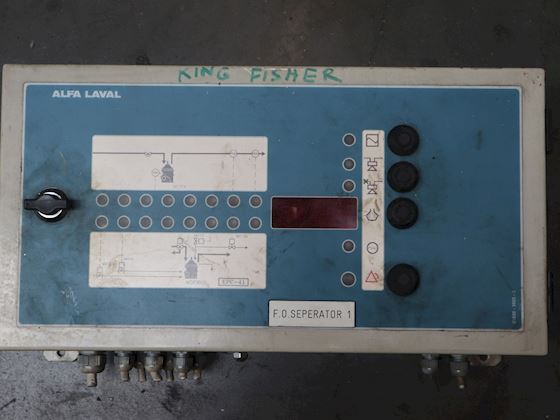 KING FISHER
ALFA LAVAL
EPC-41
F.O. SEPERATOR 1